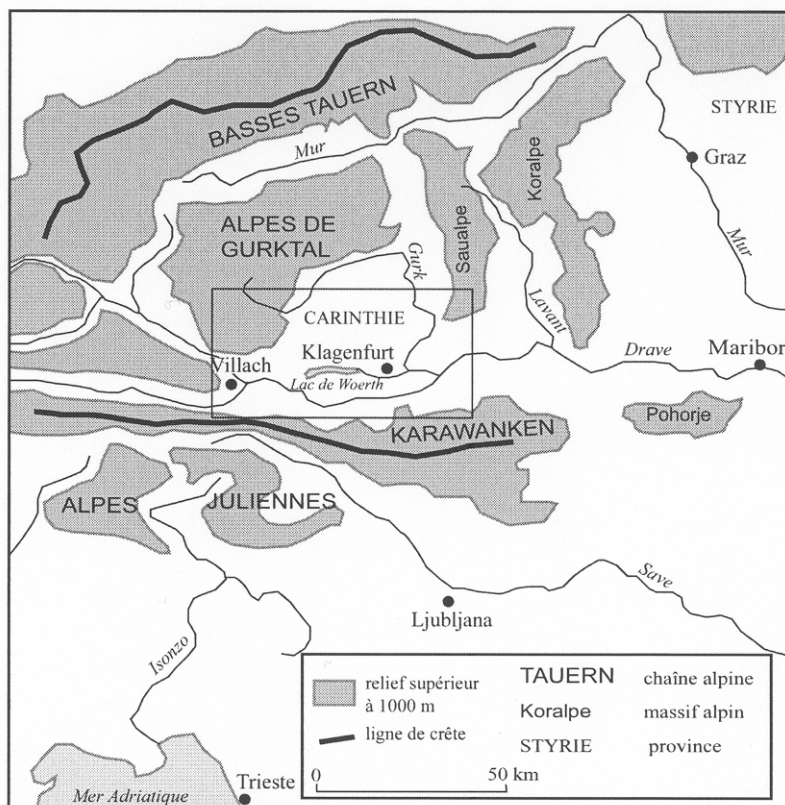 STYRIE
BASSES TAUERN
Mur
Graz
Koralpe
ALPES DE
GURKTAL
Saualpe
Gurk
Mur
Lavant
CARINTHIE
Klagenfurt
Villach
Lac de Woerth
Drave
Maribor
Pohorje
KARAWANKEN
ALPES
JULIENNES
Save
Ljubljana
Isonzo
relief supérieur
à 1000 m
ligne de crête
TAUERN chaîne alpine
Koralpe massif alpin
STYRIE province
0 50 km
Trieste
Mer Adriatique